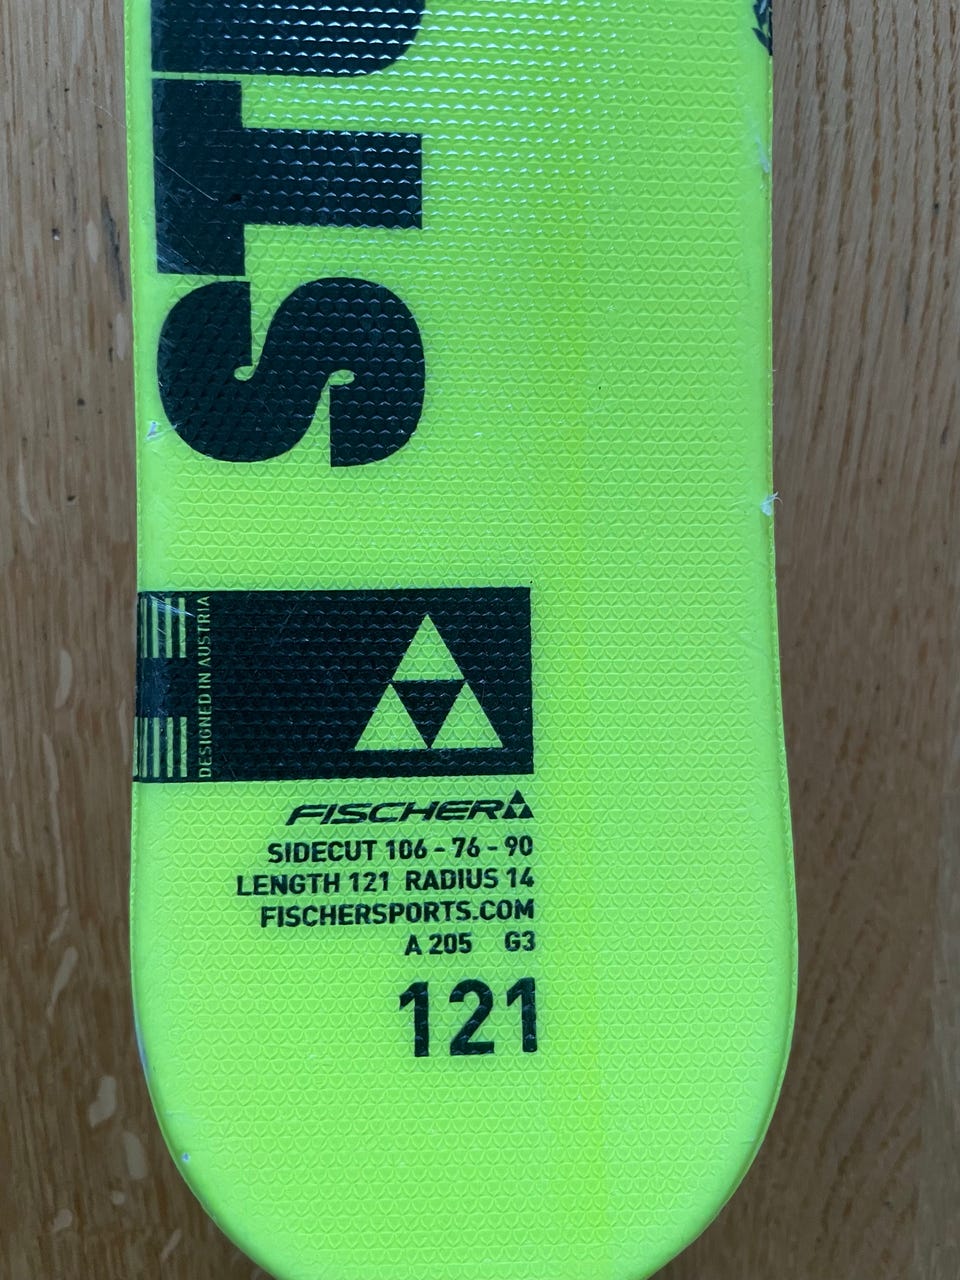 ST
DESIGNED IN AUSTRIA
FISCHER
SIDECUT 106 - 76 - 90
LENGTH 121 RADIUS 14
FISCHERSPORTS.COM
A 205 G3
121